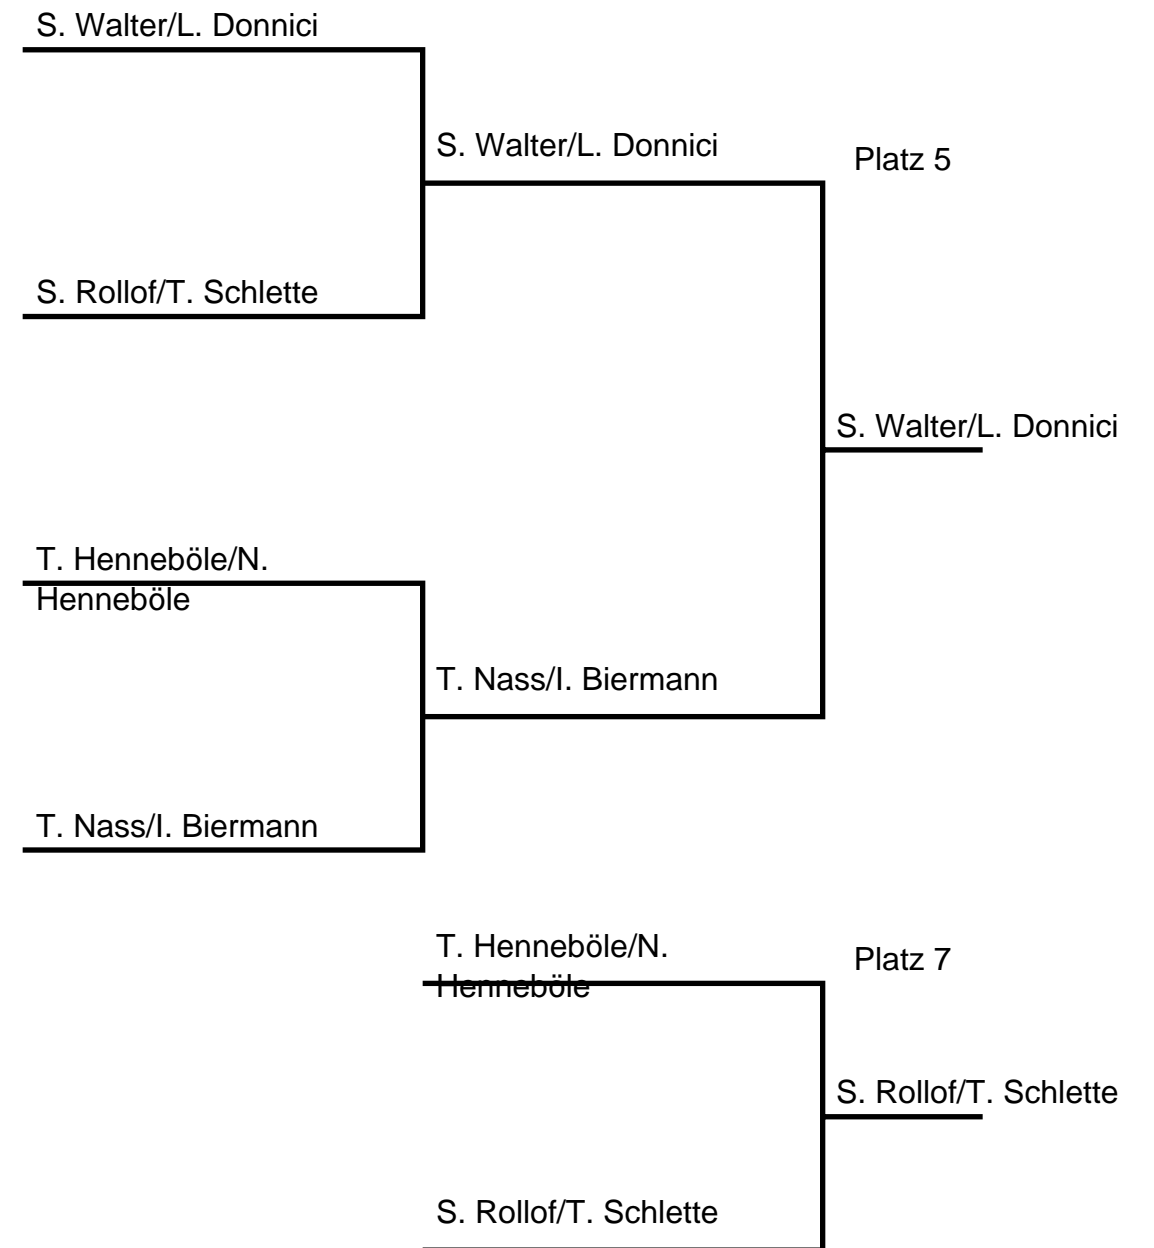 S. Walter/L. Donnici
S. Walter/L. Donnici
Platz 5
S. Rollof/T. Schlette
S. Walter/L. Donnici
T. Henneböle/N.
Henneböle
T. Nass/I. Biermann
T. Nass/I. Biermann
T. Henneböle/N.
Henneböle
Platz 7
S. Rollof/T. Schlette
S. Rollof/T. Schlette